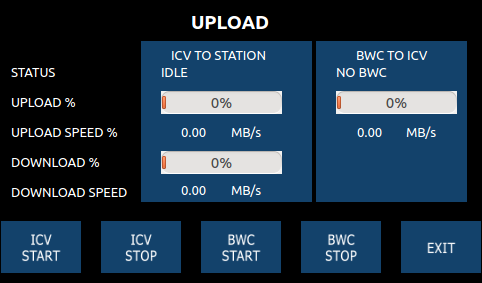 UPLOAD
ICV TO STATION
BWC TO ICV
STATUS
IDLE
NO BWC
UPLOAD %
0%
0%
UPLOAD SPEED %
0.00 MB/s
0.00 MB/s
DOWNLOAD %
0%
DOWNLOAD SPEED
0.00 MB/s
ICV
START
ICV
STOP
BWC
START
BWC
STOP
EXIT